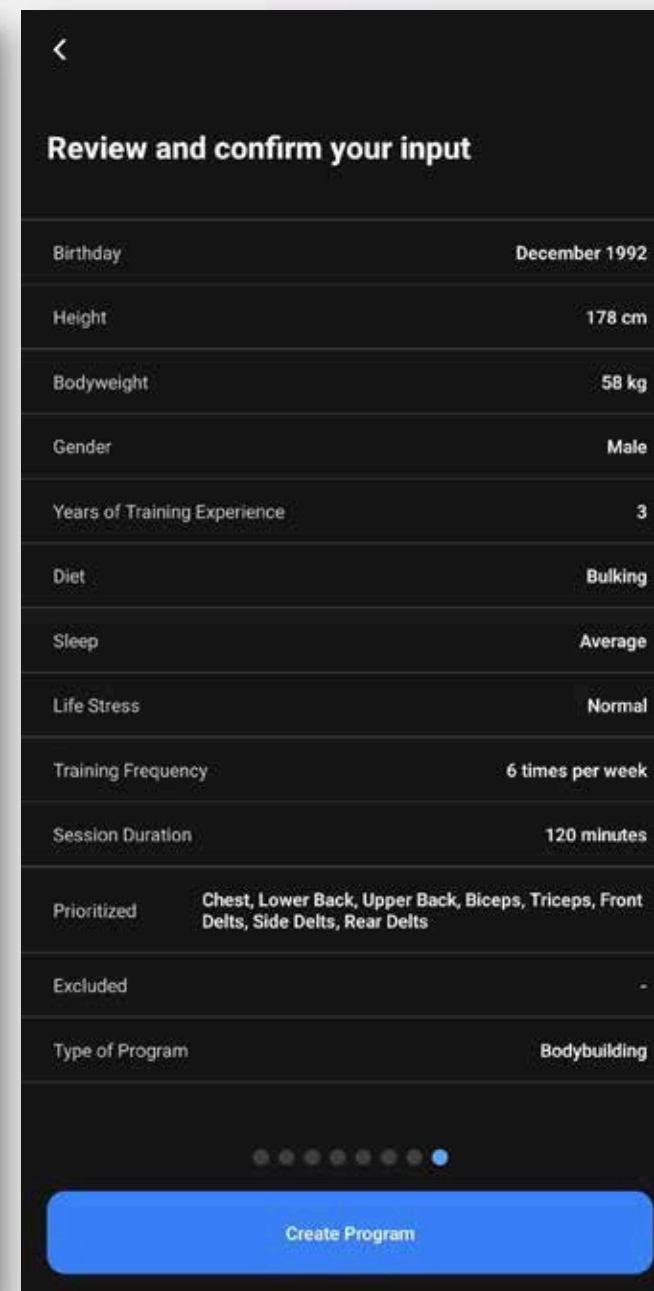 Review and confirm your input
Birthday December 1992
Height 178 cm
Bodyweight 58 kg
Gender Male
Years of Training Experience 3
Diet Bulking
Sleep Average
Life Stress Normal
Training Frequency 6 times per week
Session Duration 120 minutes
Prioritized Chest, Lower Back, Upper Back, Biceps, Triceps, Front
Delts, Side Delts, Rear Delts
Excluded -
Type of Program Bodybuilding
Create Program